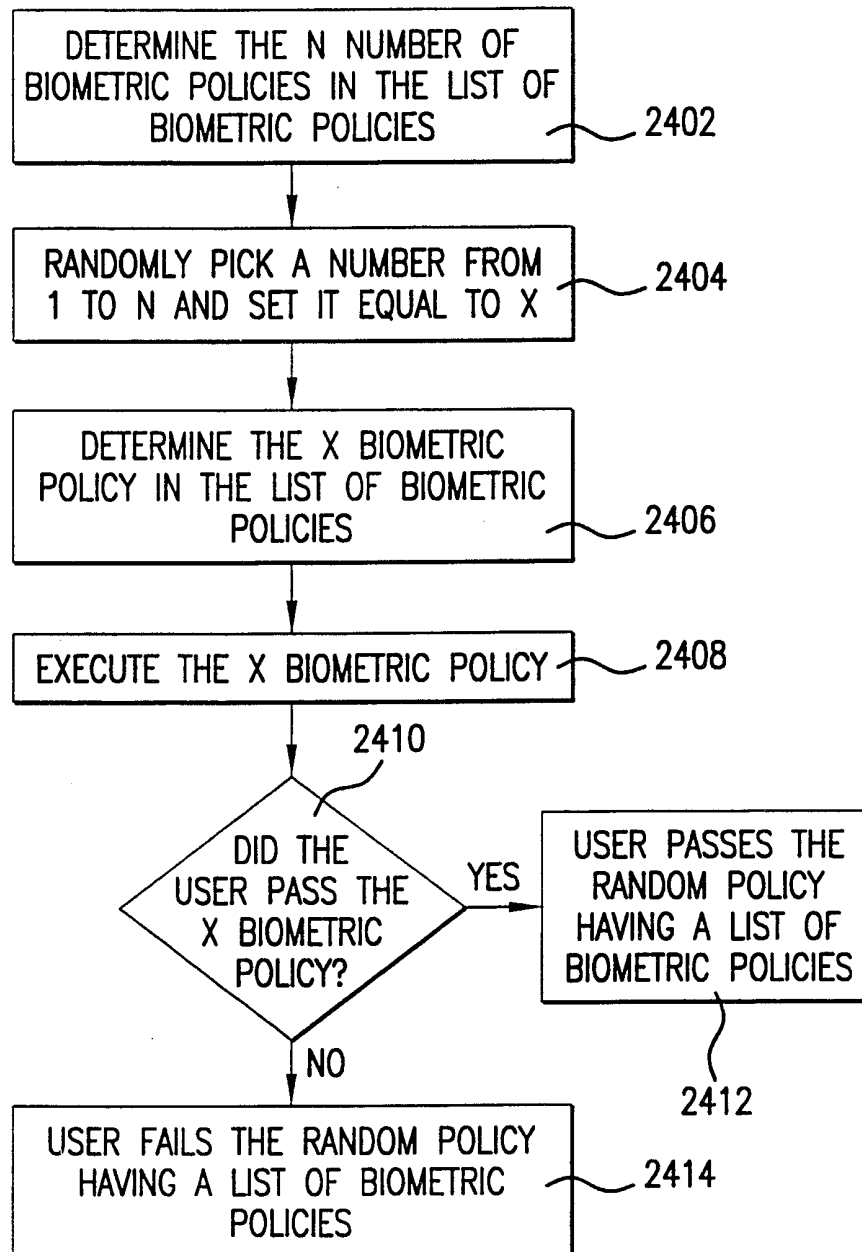 DETERMINE THE N NUMBER OF
BIOMETRIC POLICIES IN THE LIST OF
BIOMETRIC POLICIES
2402
RANDOMLY PICK A NUMBER FROM
1 TO N AND SET IT EQUAL TO X
2404
DETERMINE THE X BIOMETRIC
POLICY IN THE LIST OF BIOMETRIC
POLICIES
2406
EXECUTE THE X BIOMETRIC POLICY
2408
2410
DID THE
USER PASS THE
X BIOMETRIC
POLICY?
YES
USER PASSES THE
RANDOM POLICY
HAVING A LIST OF
BIOMETRIC POLICIES
2412
NO
USER FAILS THE RANDOM POLICY
HAVING A LIST OF BIOMETRIC
POLICIES
2414